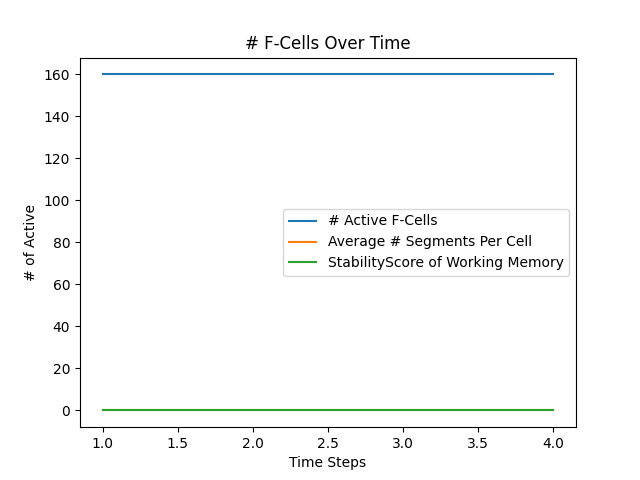 # F-Cells Over Time
# of Active
160
140
120
100
80
60
40
20
0
# Active F-Cells
Average # Segments Per Cell
StabilityScore of Working Memory
1.0 1.5 2.0 2.5 3.0 3.5 4.0
Time Steps